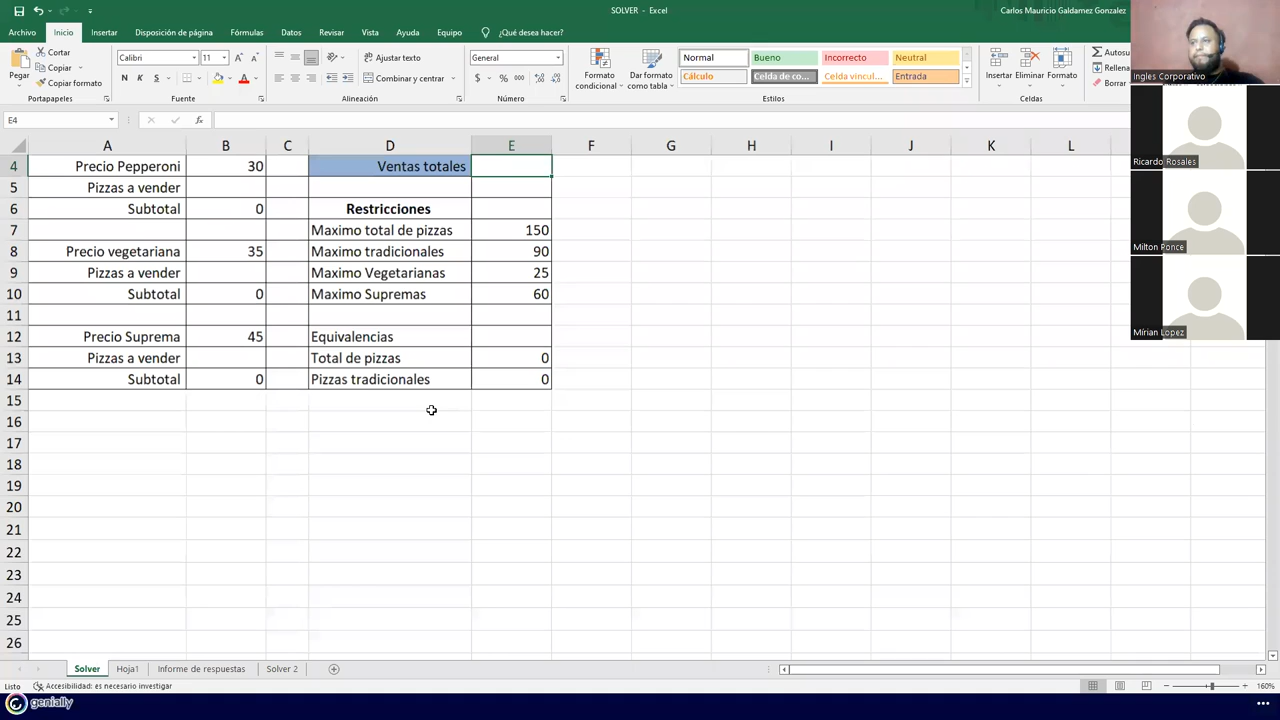 SOLVER - Excel
Carlos Mauricio Galdamez Gonzalez
Archivo Inicio Insertar Disposición de página Fórmulas Datos Revisar Vista Ayuda Equipo ¿Qué desea hacer?
Pegar
Cortar
Copiar
Copiar formato
Portapapeles
Calibri 11
N K S
Fuente
Ajustar texto
Combinar y centrar
Alineación
General
$ % 000
Número
Formato condicional
Dar formato como tabla
Normal Bueno Incorrecto Neutral
Cálculo Celda de co... Celda vincul... Entrada
Estilos
Insertar Eliminar Formato
Celdas
Autosu
Rellena
Borrar
E4
fx
A B C D E F G H I J K L
4 Precio Pepperoni 30 Ventas totales
5 Pizzas a vender
6 Subtotal 0 Restricciones
7 Maximo total de pizzas 150
8 Precio vegetariana 35 Maximo tradicionales 90
9 Pizzas a vender Maximo Vegetarianas 25
10 Subtotal 0 Maximo Supremas 60
11
12 Precio Suprema 45 Equivalencias
13 Pizzas a vender Total de pizzas 0
14 Subtotal 0 Pizzas tradicionales 0
15
16
17
18
19
20
21
22
23
24
25
26
Ingles Corporativo
Ricardo Rosales
Milton Ponce
Mírian Lopez
Solver Hoja1 Informe de respuestas Solver 2
Listo Accesibilidad: es necesario investigar
160%
genially